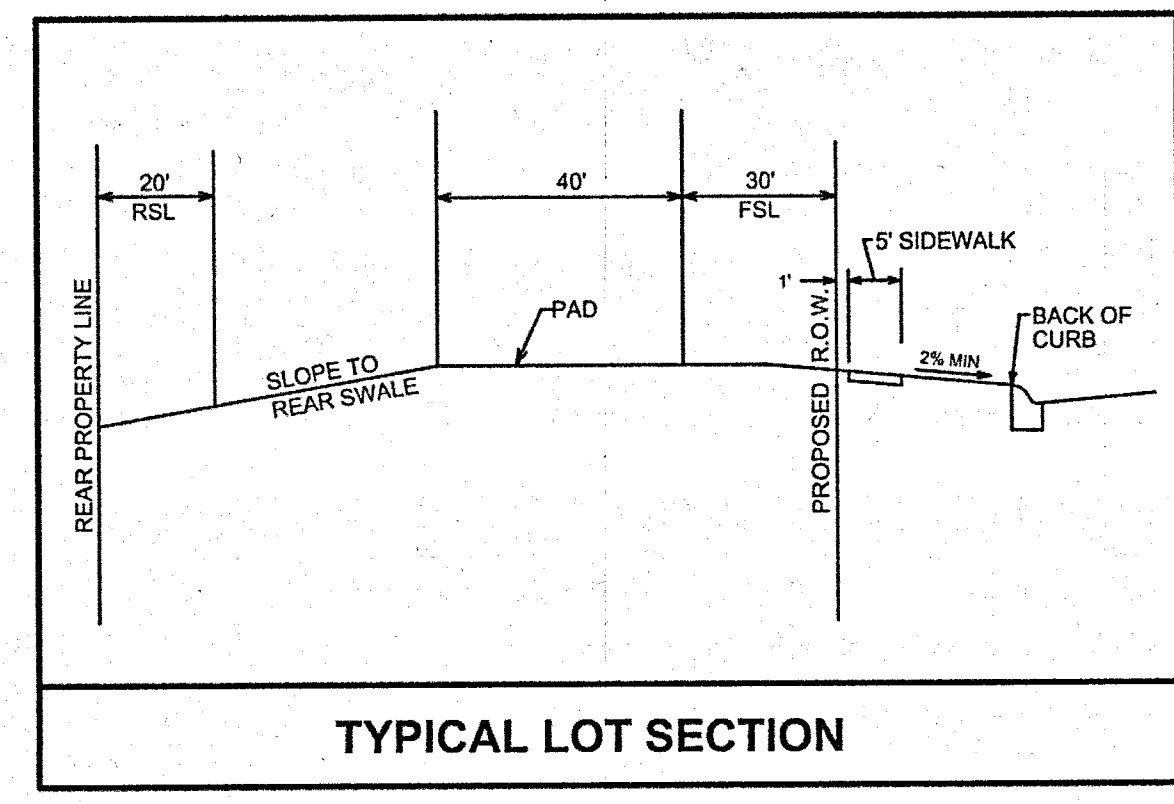 20'
RSL
40'
30'
FSL
5' SIDEWALK
1'
PAD
BACK OF
CURB
2% MIN
SLOPE TO
REAR SWALE
REAR PROPERTY LINE
PROPOSED R.O.W.
TYPICAL LOT SECTION